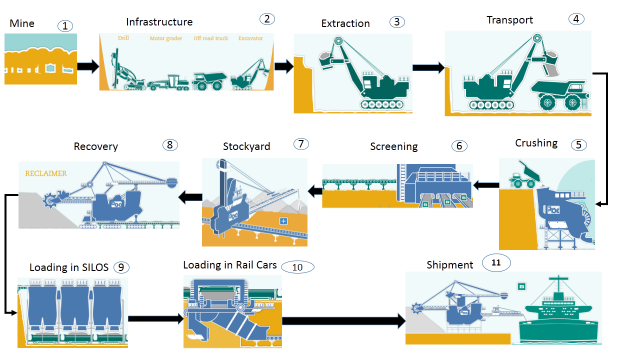 Mine 1
Infrastructure 2
Drill Motor grader Off road truck Excavator
Extraction 3
Transport 4
Crushing 5
Screening 6
Stockyard 7
Recovery 8
RECLAIMER
Loading in SILOS 9
Loading in Rail Cars 10
Shipment 11